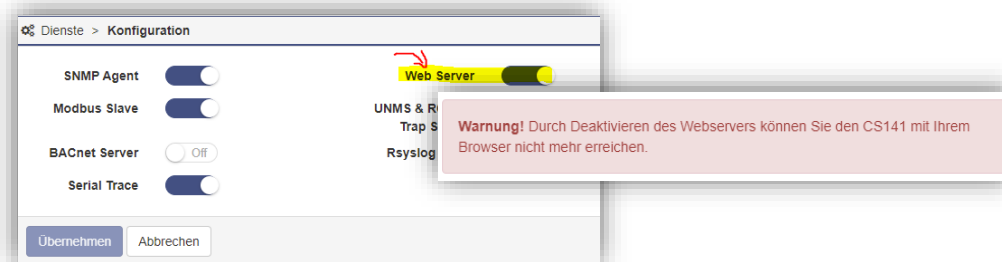 Dienste > Konfiguration
SNMP Agent
Web Server
Modbus Slave
UNMS &
Trap
BACnet Server
Off
Rsyslog
Serial Trace
Übernehmen
Abbrechen
Warnung! Durch Deaktivieren des Webservers können Sie den CS141 mit Ihrem
Browser nicht mehr erreichen.